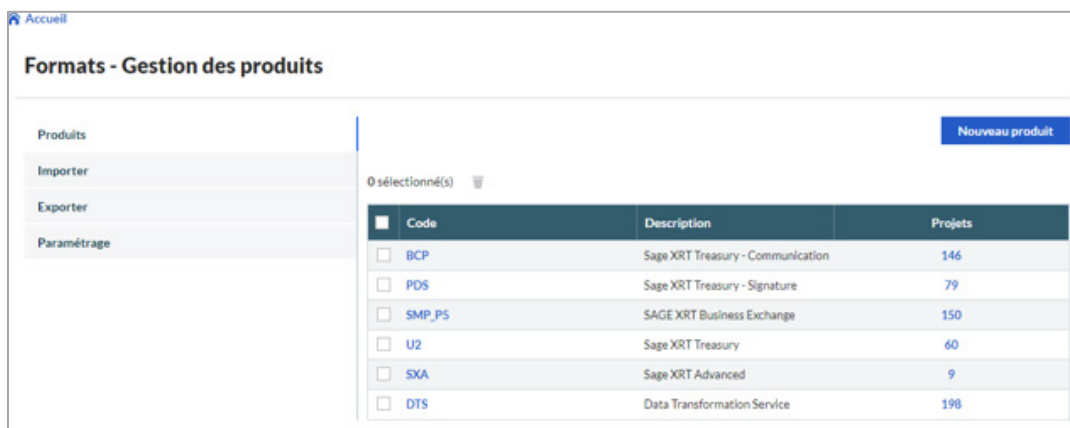 Accueil
Formats - Gestion des produits
Produits
Importer
Exporter
Paramétrage
Nouveau produit
0 sélectionné(s)
Code Description Projets
BCP Sage XRT Treasury - Communication 146
PDS Sage XRT Treasury - Signature 79
SMP_P5 SAGE XRT Business Exchange 150
U2 Sage XRT Treasury 60
SXA Sage XRT Advanced 9
DTS Data Transformation Service 198